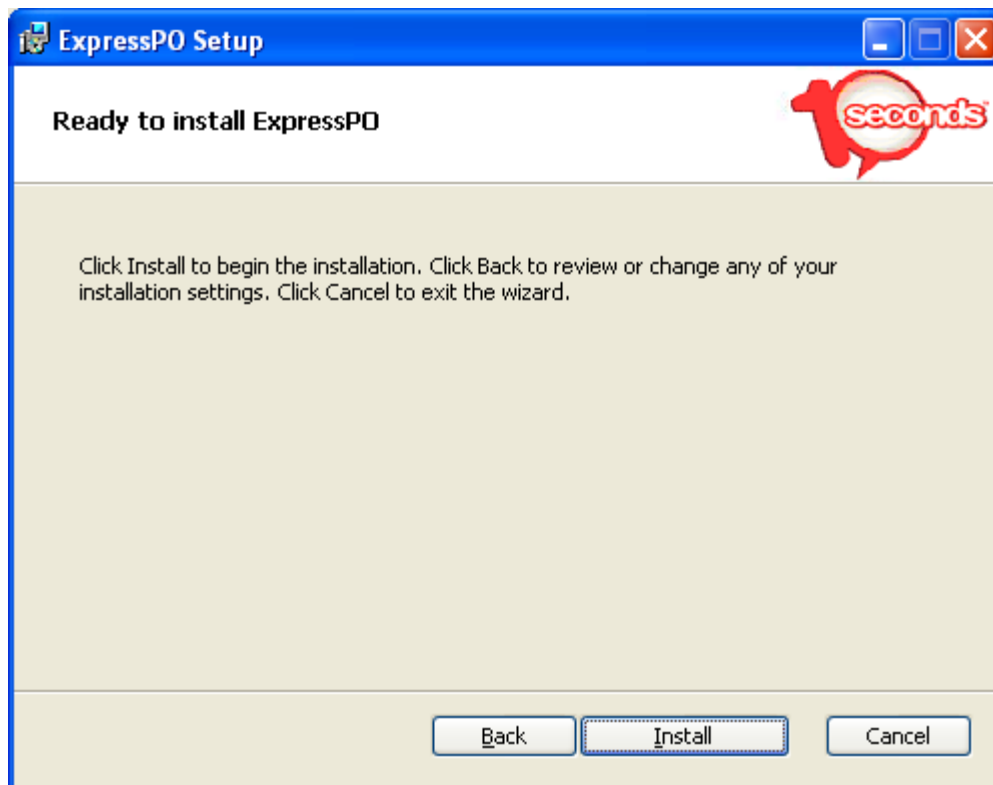 ExpressPO Setup
Ready to install ExpressPO
10 seconds
Click Install to begin the installation. Click Back to review or change any of your
installation settings. Click Cancel to exit the wizard.
Back Install Cancel